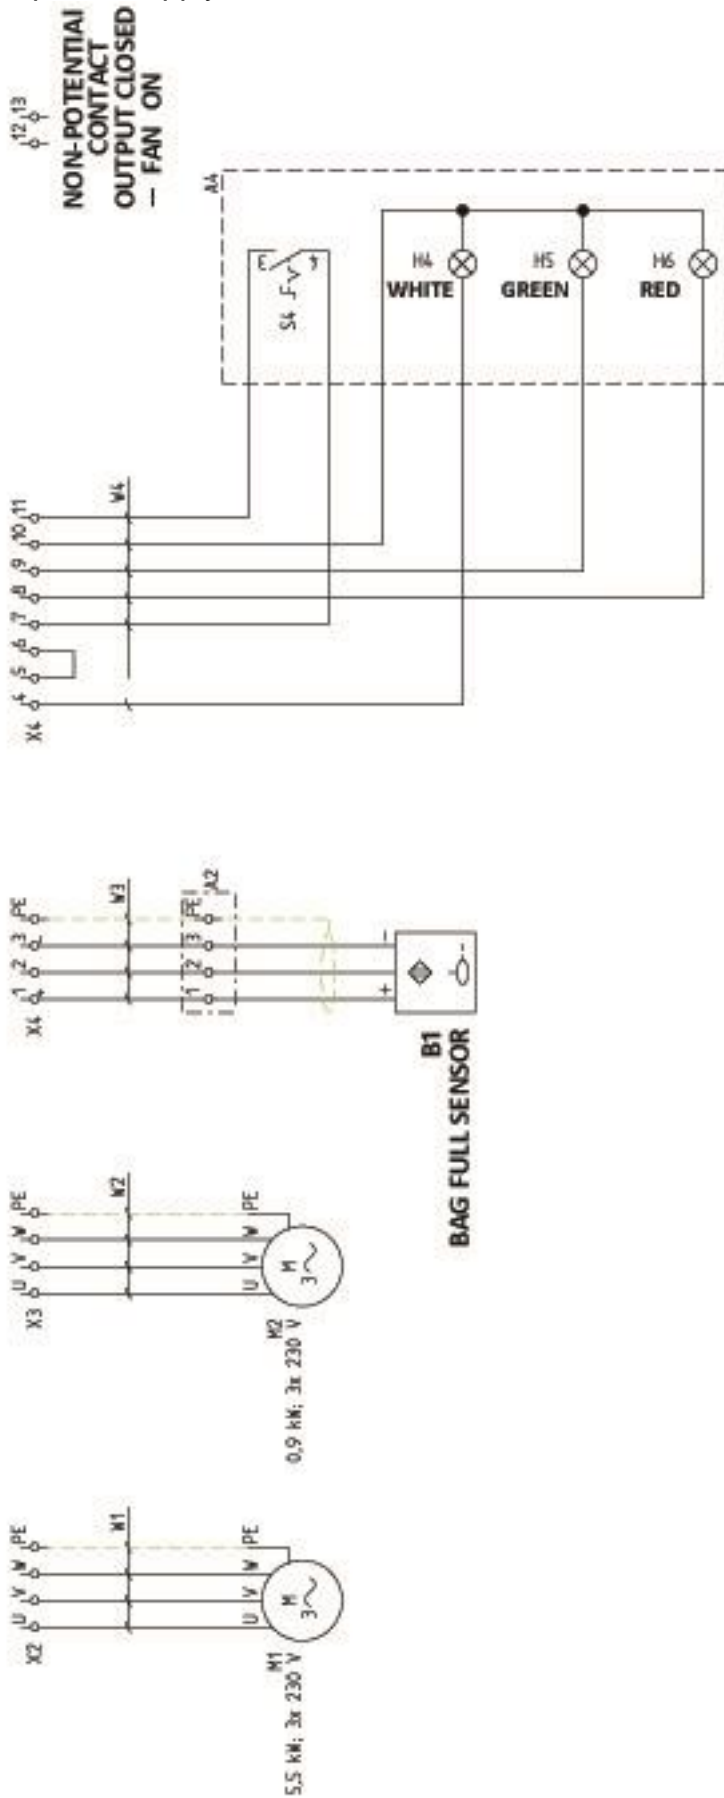 12 13
NON-POTENTIAL
CONTACT
OUTPUT CLOSED
– FAN ON
A4
S4
H4
WHITE
H5
GREEN
H6
RED
W4
X4
4 5 6 7 8 9 10 11
X4
1 2 3 PE
W3
A2
1 2 3 PE
+ -
B1
BAG FULL SENSOR
X3
U V W PE
W2
U V W PE
M
3
M2
0,9 kW; 3x 230 V
X2
U V W PE
W1
U V W PE
M
3
M1
5,5 kW; 3x 230 V